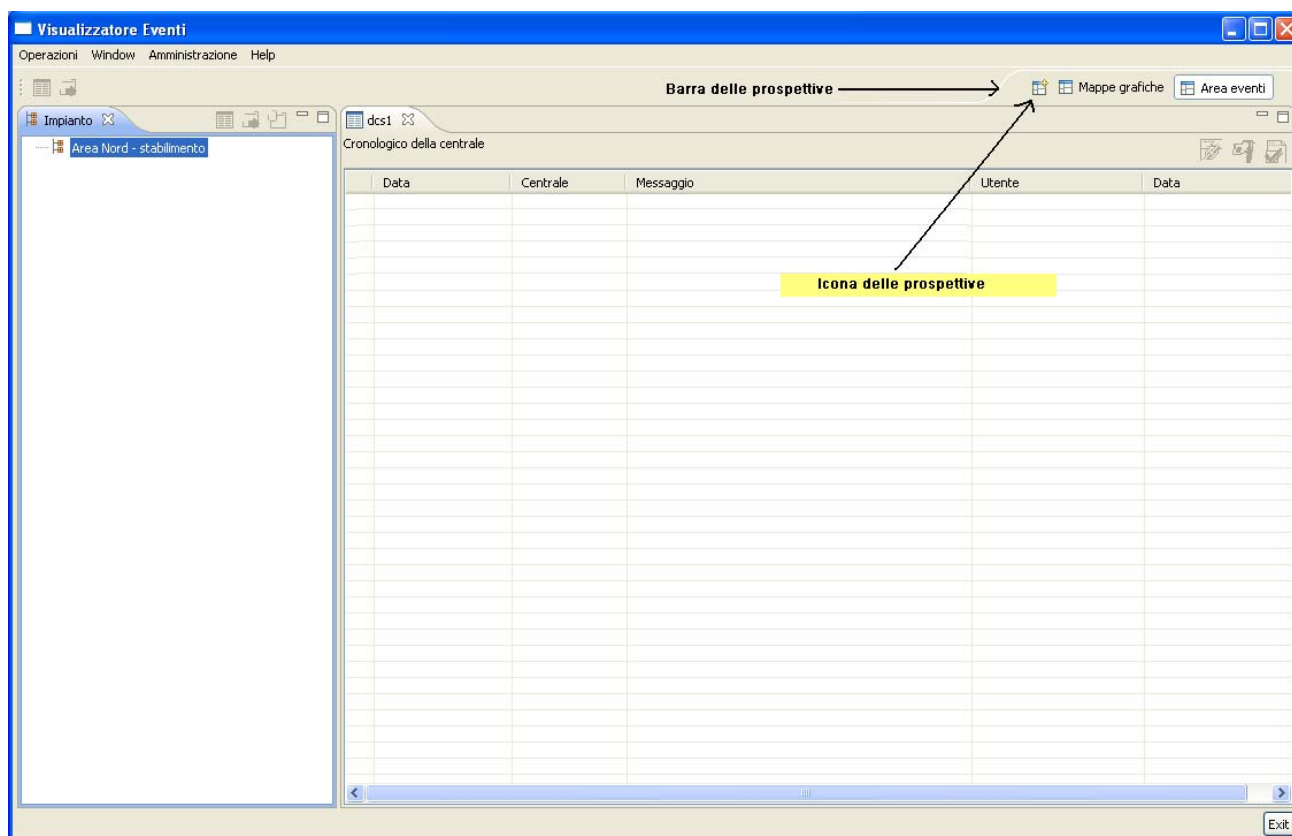 Visualizzatore Eventi
Operazioni Window Amministrazione Help
Barra delle prospettive
Mappe grafiche
Area eventi
Impianto
dcs1
Area Nord - stabilimento
Cronologico della centrale
Data Centrale Messaggio Utente Data
Icona delle prospettive
Exit